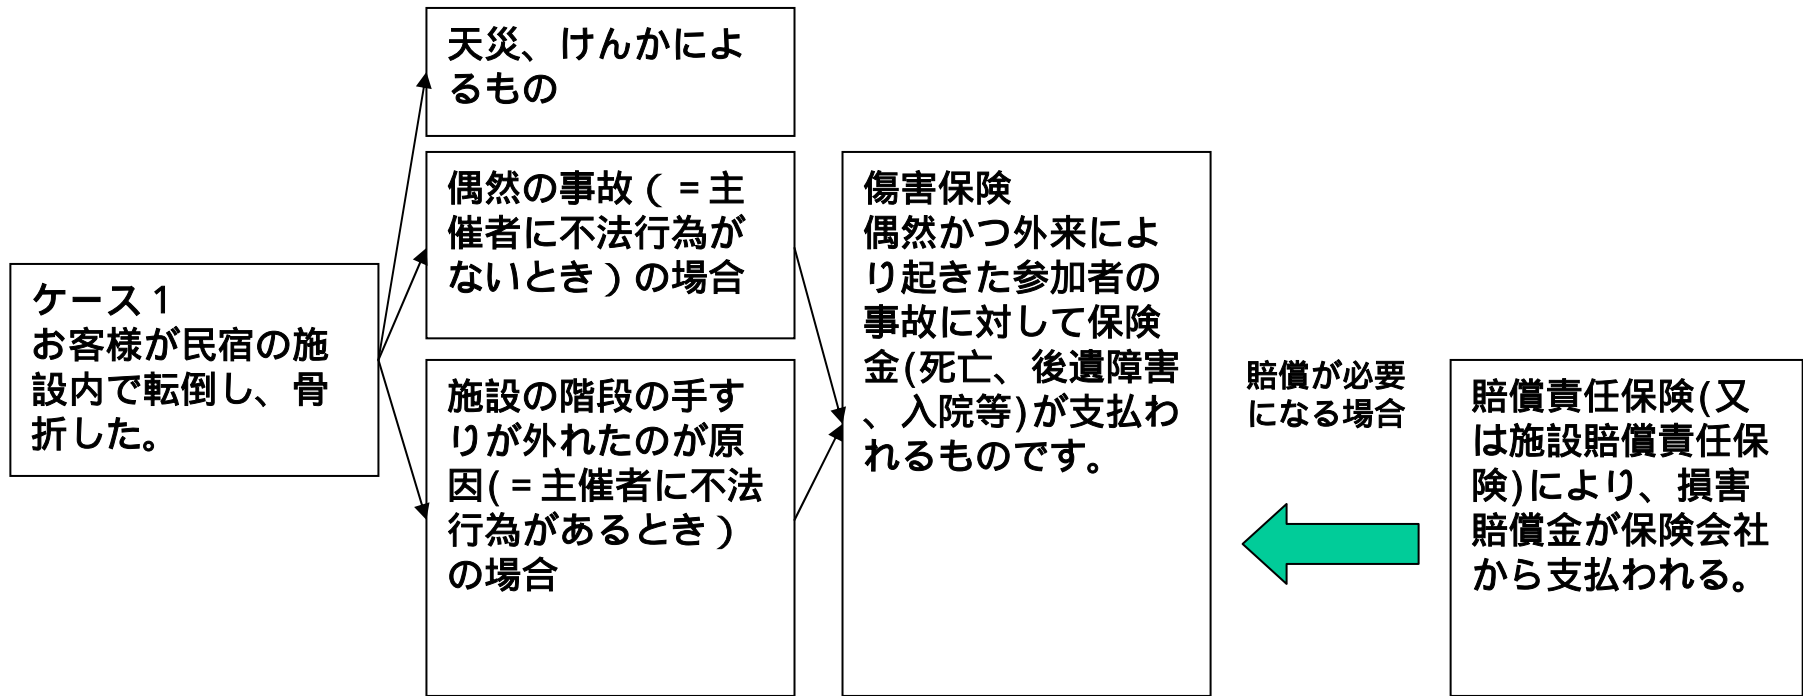 天災、けんかによ
るもの
偶然の事故（＝主
催者に不法行為が
ないとき）の場合
ケース１
お客様が民宿の施
設内で転倒し、骨
折した。
施設の階段の手す
りが外れたのが原
因(＝主催者に不法
行為があるとき）
の場合
傷害保険
偶然かつ外来によ
り起きた参加者の
事故に対して保険
金(死亡、後遺障害
、入院等)が支払わ
れるものです。
賠償が必要
になる場合
賠償責任保険(又
は施設賠償責任保
険)により、損害
賠償金が保険会社
から支払われる。